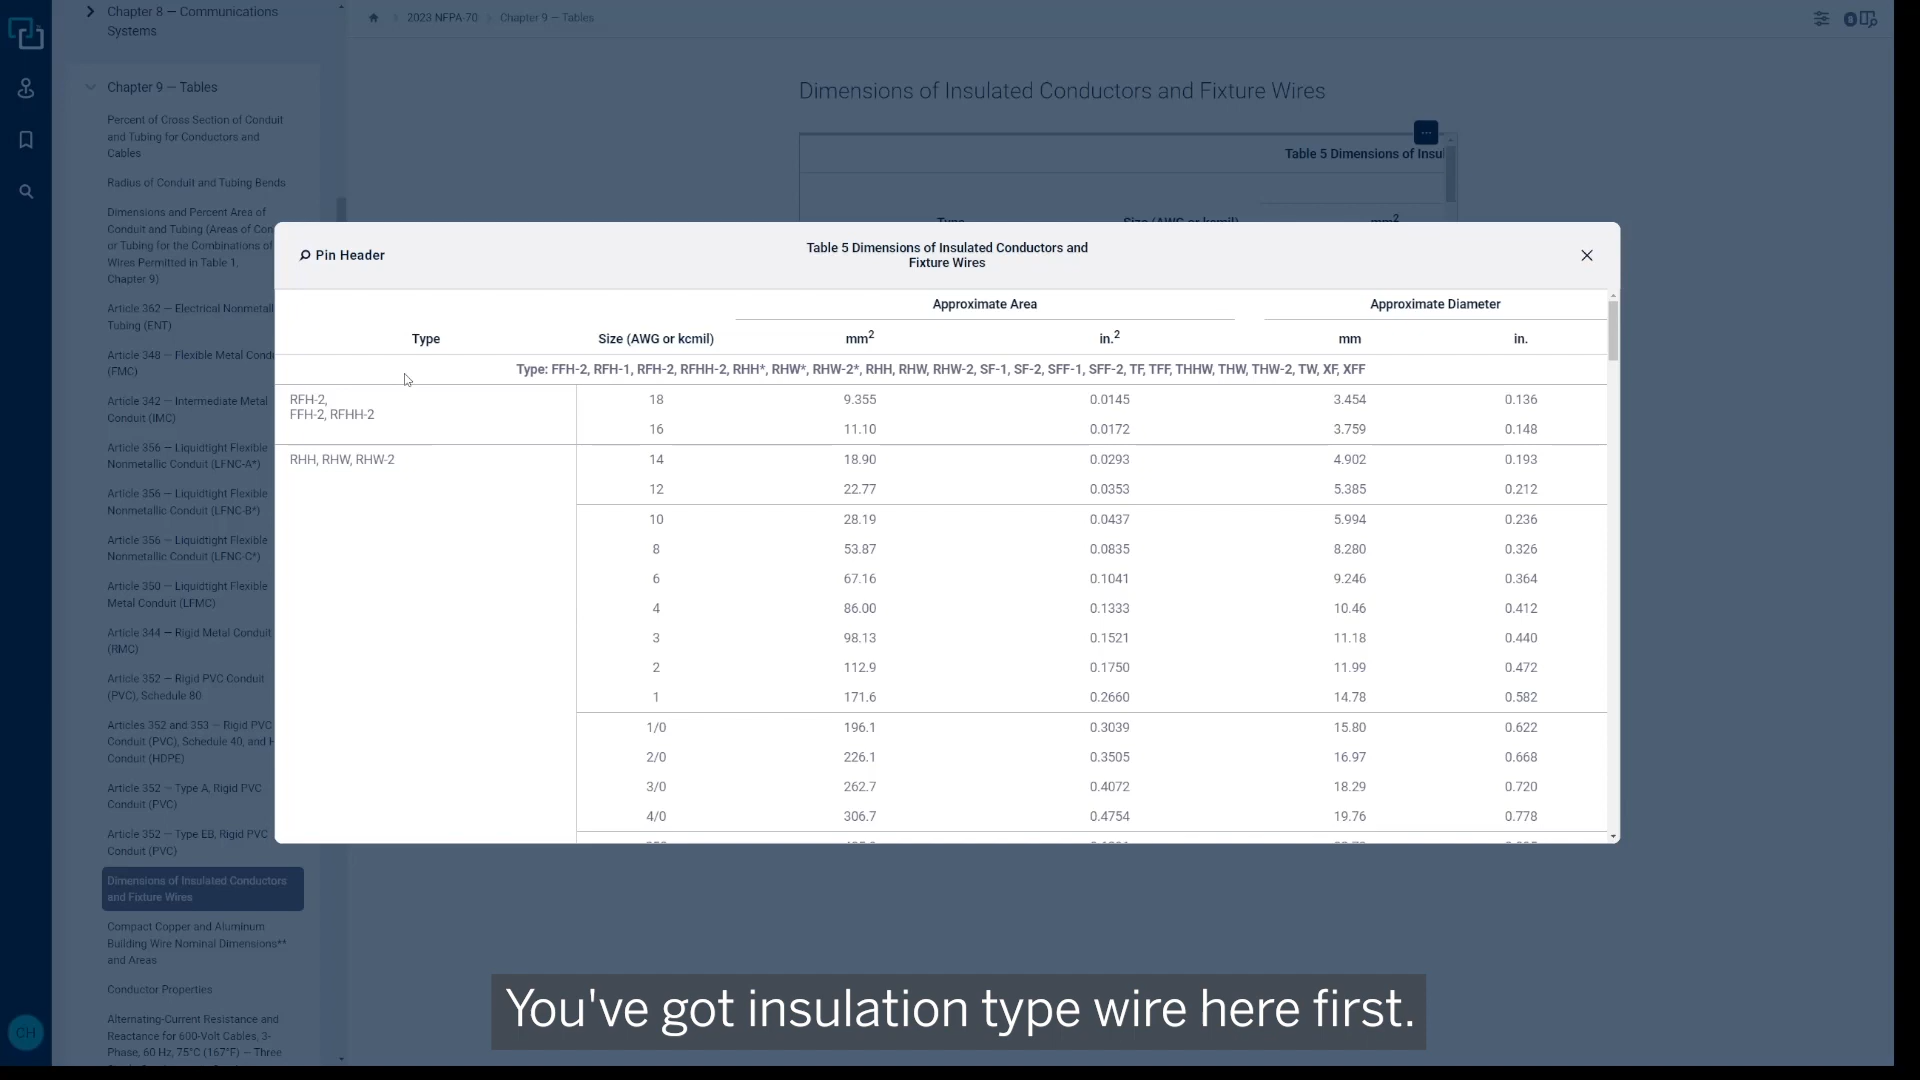 Chapter 8 — Communications
Systems
2023 NFPA-70
Chapter 9 — Tables
Chapter 9 — Tables
Percent of Cross Section of Conduit
and Tubing for Conductors and
Cables
Radius of Conduit and Tubing Bends
Dimensions and Percent Area of
Conduit and Tubing (Areas of Con
or Tubing for the Combinations of
Wires Permitted in Table 1,
Chapter 9)
Article 362 — Electrical Nonmetall
Tubing (ENT)
Article 348 — Flexible Metal Cond
(FMC)
Article 342 — Intermediate Metal
Conduit (IMC)
Article 356 — Liquidtight Flexible
Nonmetallic Conduit (LFNC-A*)
Article 356 — Liquidtight Flexible
Nonmetallic Conduit (LFNC-B*)
Article 356 — Liquidtight Flexible
Nonmetallic Conduit (LFNC-C*)
Article 350 — Liquidtight Flexible
Metal Conduit (LFMC)
Article 344 — Rigid Metal Conduit
(RMC)
Article 352 — Rigid PVC Conduit
(PVC), Schedule 80
Articles 352 and 353 — Rigid PVC
Conduit (PVC), Schedule 40, and H
Conduit (HDPE)
Article 352 — Type A, Rigid PVC
Conduit (PVC)
Article 352 — Type EB, Rigid PVC
Conduit (PVC)
Dimensions of Insulated Conductors
and Fixture Wires
Compact Copper and Aluminum
Building Wire Nominal Dimensions**
and Areas
Conductor Properties
Alternating-Current Resistance and
Reactance for 600-Volt Cables, 3-
Phase, 60 Hz, 75°C (167°F) — Three
CH
Dimensions of Insulated Conductors and Fixture Wires
Table 5 Dimensions of Insul
Type Size (AWG or kcmil) mm2
Pin Header
Table 5 Dimensions of Insulated Conductors and
Fixture Wires
Approximate Area Approximate Diameter
Type Size (AWG or kcmil) mm2 in.2 mm in.
Type: FFH-2, RFH-1, RFH-2, RFHH-2, RHH*, RHW*, RHW-2*, RHH, RHW, RHW-2, SF-1, SF-2, SFF-1, SFF-2, TF, TFF, THHW, THW, THW-2, TW, XF, XFF
RFH-2, 18 9.355 0.0145 3.454 0.136
FFH-2, RFHH-2
16 11.10 0.0172 3.759 0.148
RHH, RHW, RHW-2 14 18.90 0.0293 4.902 0.193
12 22.77 0.0353 5.385 0.212
10 28.19 0.0437 5.994 0.236
8 53.87 0.0835 8.280 0.326
6 67.16 0.1041 9.246 0.364
4 86.00 0.1333 10.46 0.412
3 98.13 0.1521 11.18 0.440
2 112.9 0.1750 11.99 0.472
1 171.6 0.2660 14.78 0.582
1/0 196.1 0.3039 15.80 0.622
2/0 226.1 0.3505 16.97 0.668
3/0 262.7 0.4072 18.29 0.720
4/0 306.7 0.4754 19.76 0.778
You've got insulation type wire here first.